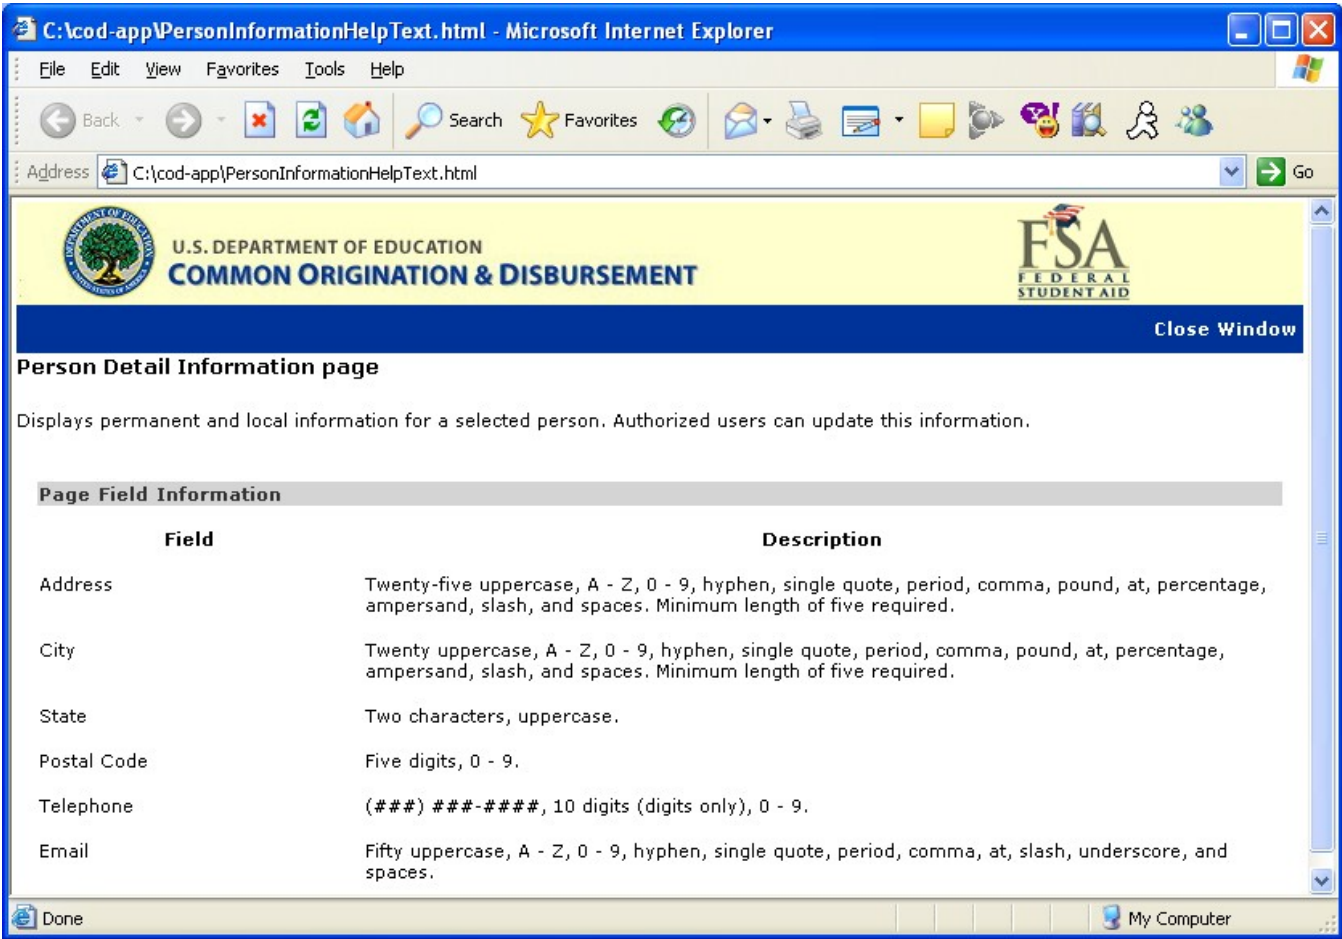 C:\cod-app\PersonInformationHelpText.html - Microsoft Internet Explorer
File Edit View Favorites Tools Help
Back Search Favorites
Address C:\cod-app\PersonInformationHelpText.html Go
U.S. DEPARTMENT OF EDUCATION
COMMON ORIGINATION & DISBURSEMENT
FSA
FEDERAL
STUDENT AID
Close Window
Person Detail Information page
Displays permanent and local information for a selected person. Authorized users can update this information.
Page Field Information
Field Description
Address Twenty-five uppercase, A - Z, 0 - 9, hyphen, single quote, period, comma, pound, at, percentage,
ampersand, slash, and spaces. Minimum length of five required.
City Twenty uppercase, A - Z, 0 - 9, hyphen, single quote, period, comma, pound, at, percentage,
ampersand, slash, and spaces. Minimum length of five required.
State Two characters, uppercase.
Postal Code Five digits, 0 - 9.
Telephone (###) ###-####, 10 digits (digits only), 0 - 9.
Email Fifty uppercase, A - Z, 0 - 9, hyphen, single quote, period, comma, at, slash, underscore, and
spaces.
Done My Computer